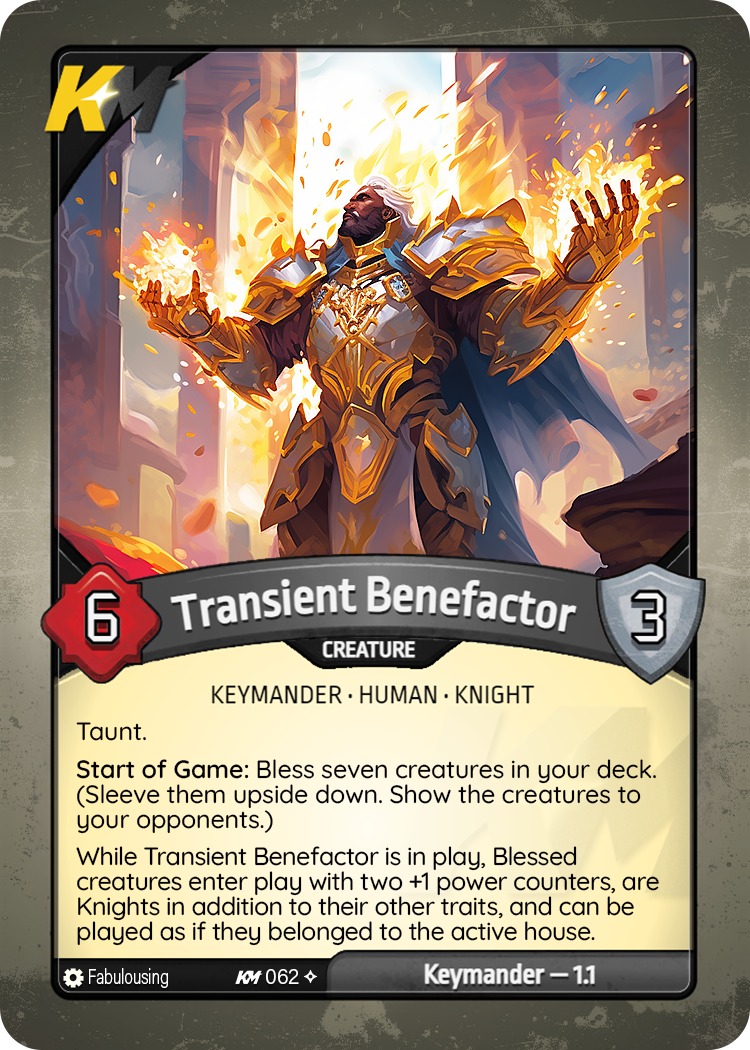 KM
6
Transient Benefactor
3
CREATURE
KEYMANDER · HUMAN · KNIGHT
Taunt.
Start of Game: Bless seven creatures in your deck.
(Sleeve them upside down. Show the creatures to
your opponents.)
While Transient Benefactor is in play, Blessed
creatures enter play with two +1 power counters, are
Knights in addition to their other traits, and can be
played as if they belonged to the active house.
Fabulousing
KM 062
Keymander — 1.1